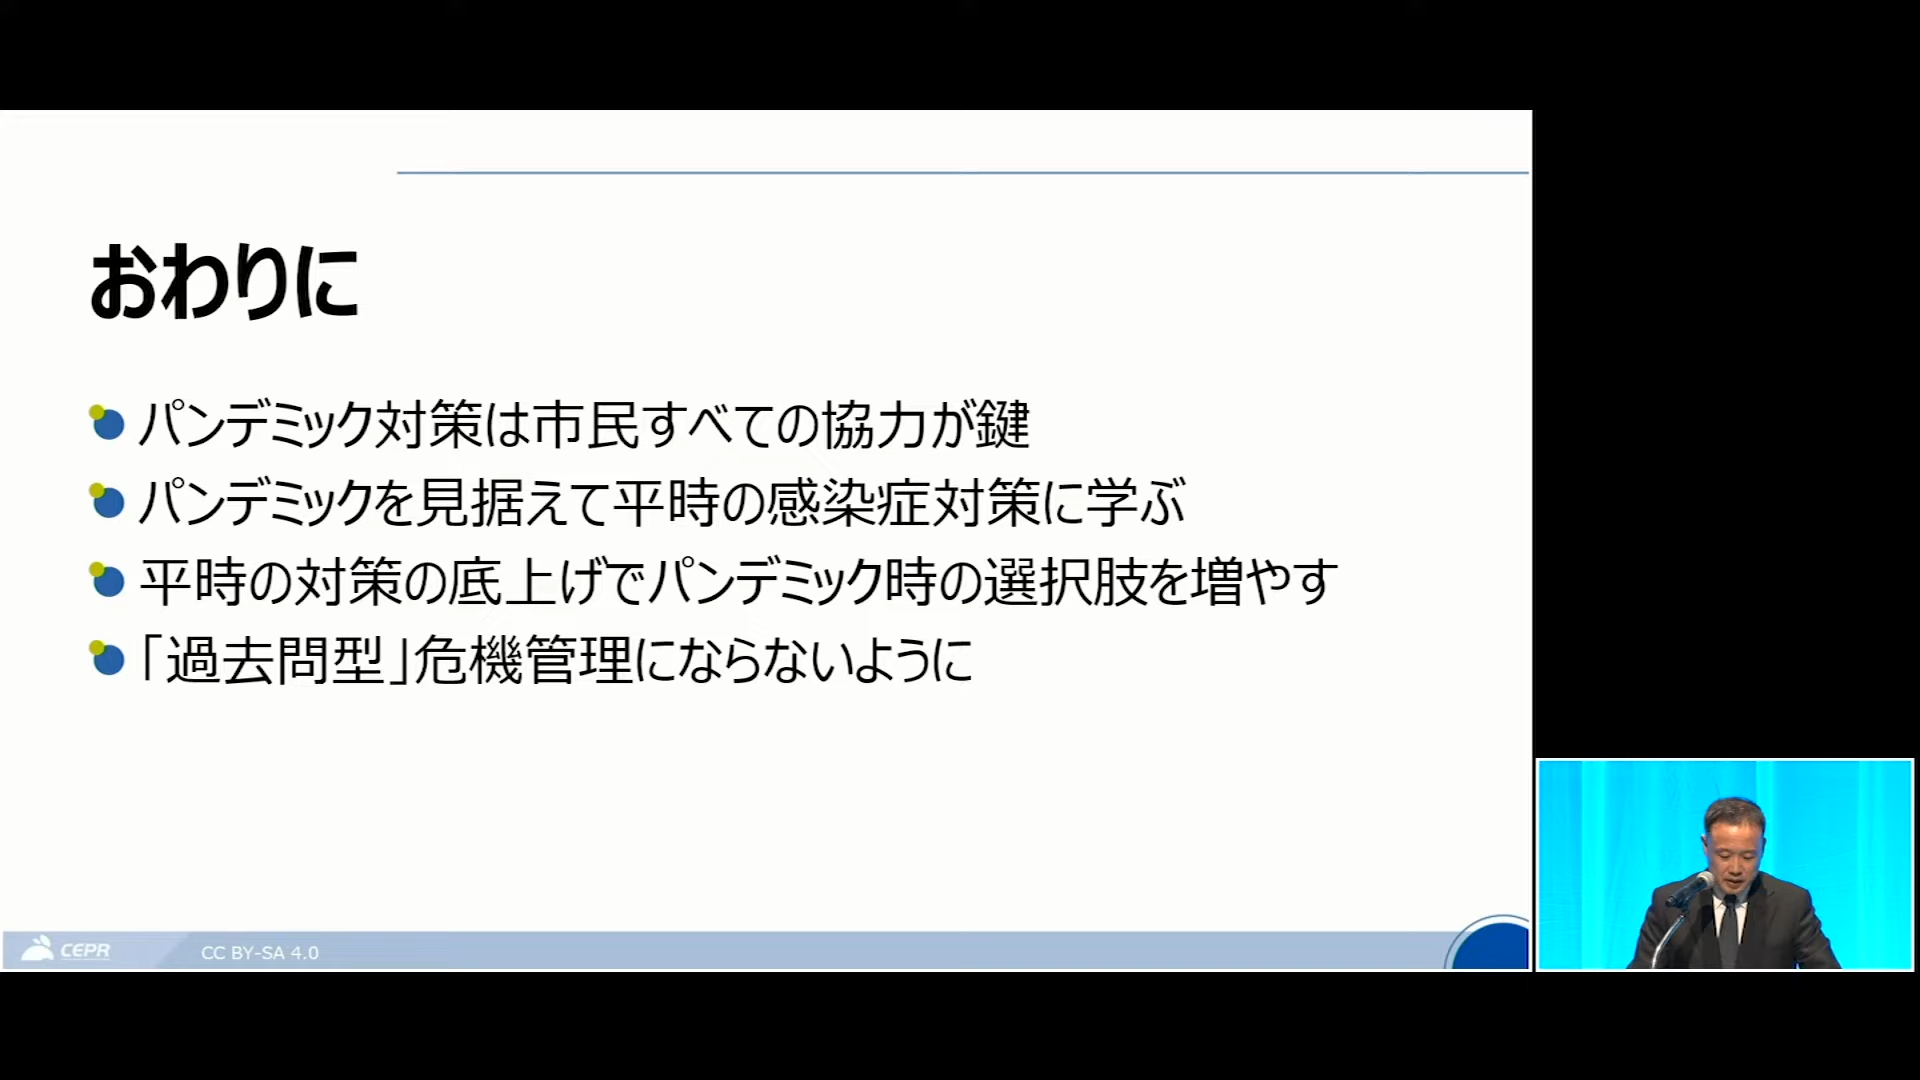 おわりに
パンデミック対策は市民すべての協力が鍵
パンデミックを見据えて平時の感染症対策に学ぶ
平時の対策の底上げでパンデミック時の選択肢を増やす
「過去問型」危機管理にならないように
CEPR
CC BY-SA 4.0